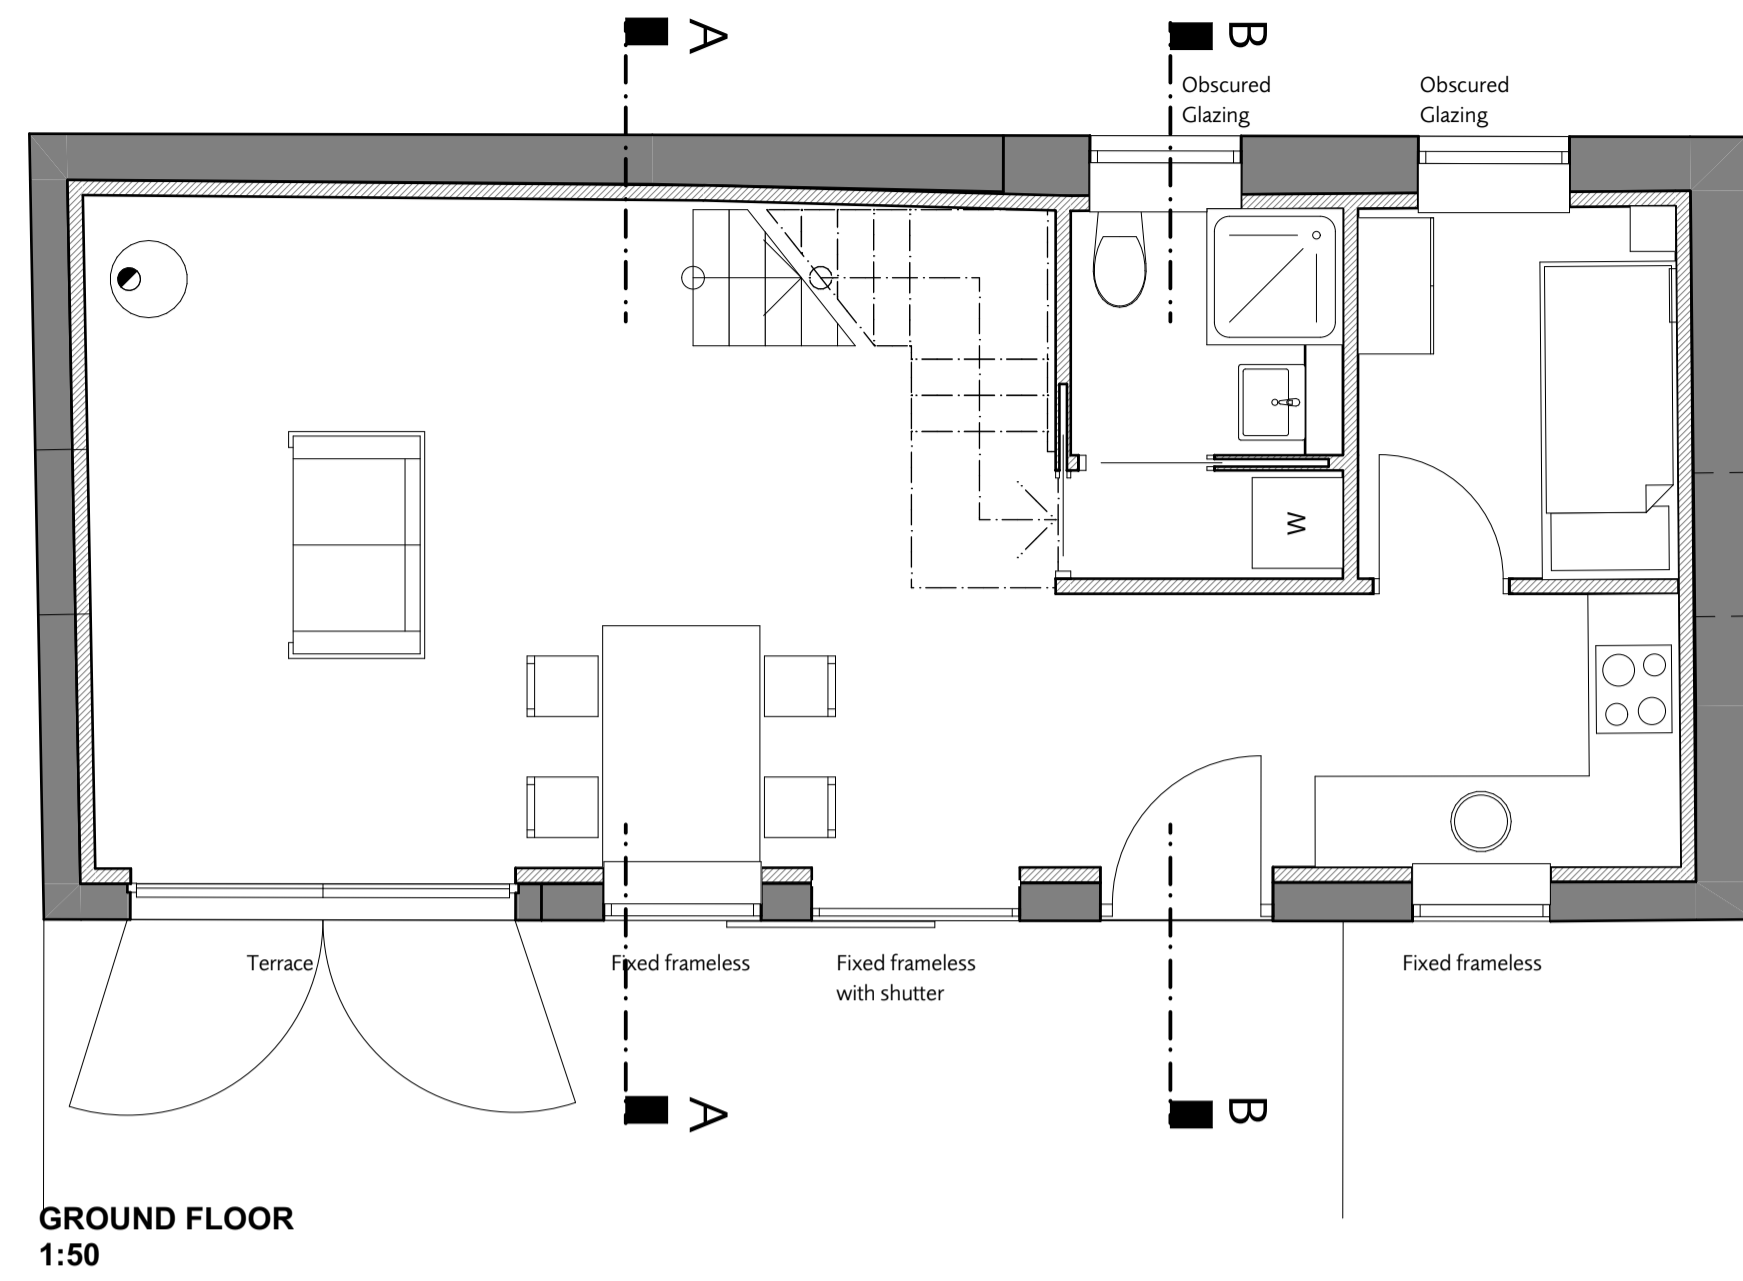 A
B
Obscured
Glazing
Obscured
Glazing
W
Terrace
Fixed frameless
Fixed frameless
with shutter
Fixed frameless
A
B
GROUND FLOOR
1:50